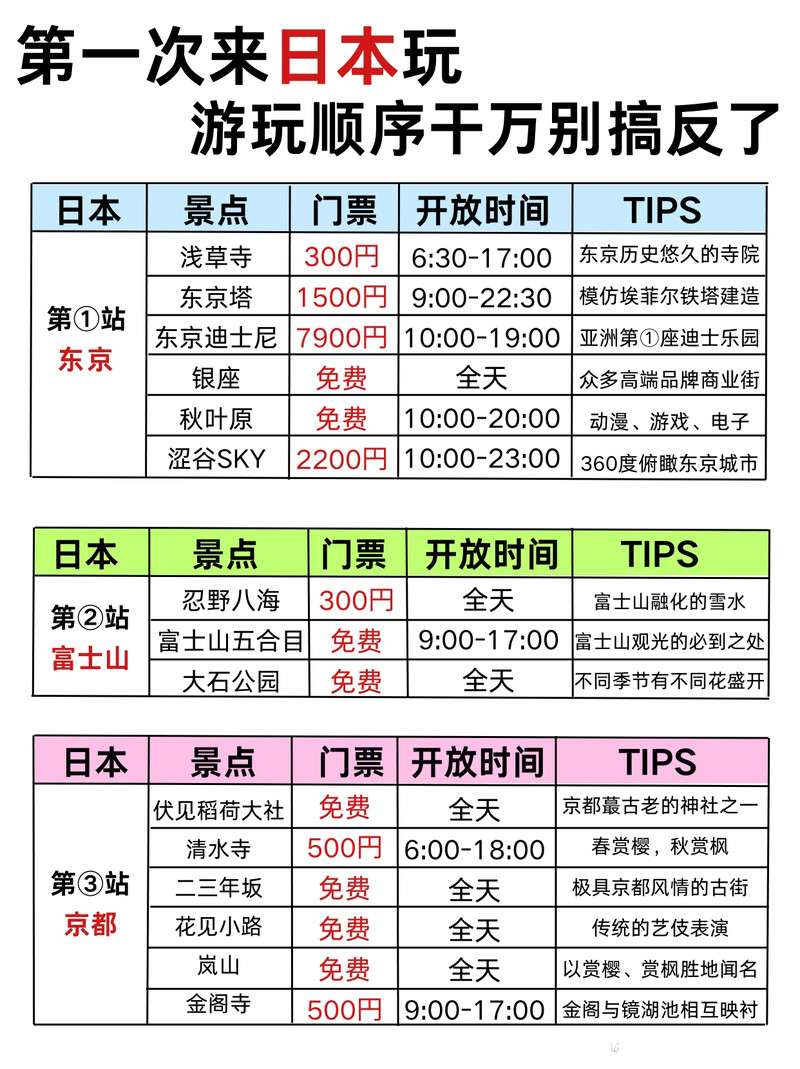 第一次来日本玩
游玩顺序千万别搞反了
日本 景点 门票 开放时间 TIPS
第①站
东京
浅草寺 300円 6:30-17:00 东京历史悠久的寺院
东京塔 1500円 9:00-22:30 模仿埃菲尔铁塔建造
东京迪士尼 7900円 10:00-19:00 亚洲第①座迪士乐园
银座 免费 全天 众多高端品牌商业街
秋叶原 免费 10:00-20:00 动漫、游戏、电子
涩谷SKY 2200円 10:00-23:00 360度俯瞰东京城市
日本 景点 门票 开放时间 TIPS
第②站
富士山
忍野八海 300円 全天 富士山融化的雪水
富士山五合目 免费 9:00-17:00 富士山观光的必到之处
大石公园 免费 全天 不同季节有不同花盛开
日本 景点 门票 开放时间 TIPS
第③站
京都
伏见稻荷大社 免费 全天 京都蕞古老的神社之一
清水寺 500円 6:00-18:00 春赏樱，秋赏枫
二三年坂 免费 全天 极具京都风情的古街
花见小路 免费 全天 传统的艺伎表演
岚山 免费 全天 以赏樱、赏枫胜地闻名
金阁寺 500円 9:00-17:00 金阁与镜湖池相互映衬